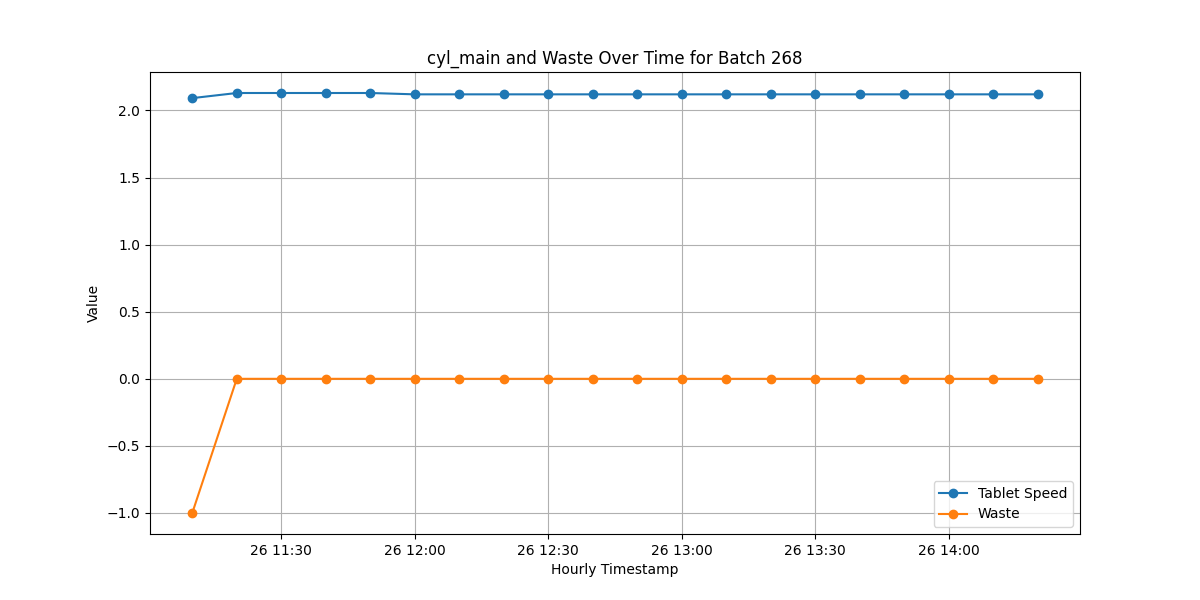 cyl_main and Waste Over Time for Batch 268
2.0
1.5
1.0
0.5
0.0
−0.5
−1.0
Value
Tablet Speed
Waste
26 11:30 26 12:00 26 12:30 26 13:00 26 13:30 26 14:00
Hourly Timestamp